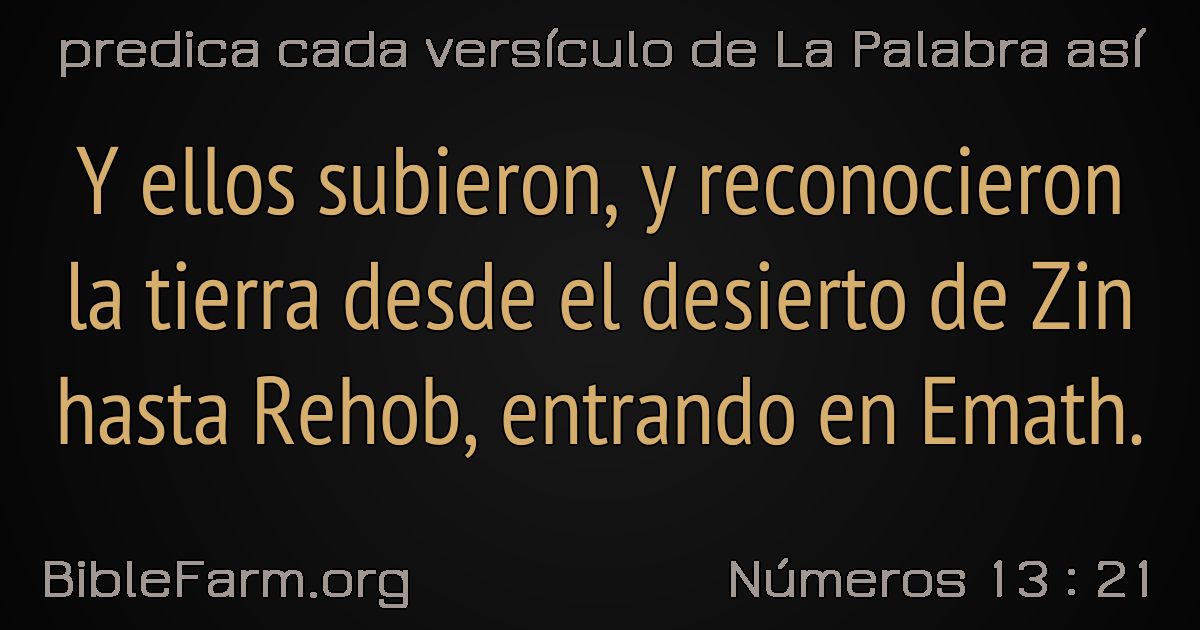 predica cada versículo de La Palabra así
Y ellos subieron, y reconocieron
la tierra desde el desierto de Zin
hasta Rehob, entrando en Emath.
BibleFarm.org
Números 13 : 21